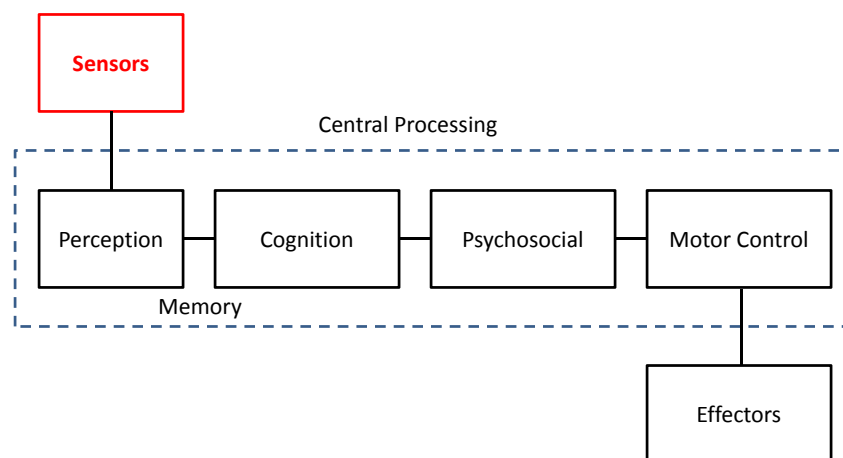 Sensors
Central Processing
Perception
Cognition
Psychosocial
Motor Control
Memory
Effectors